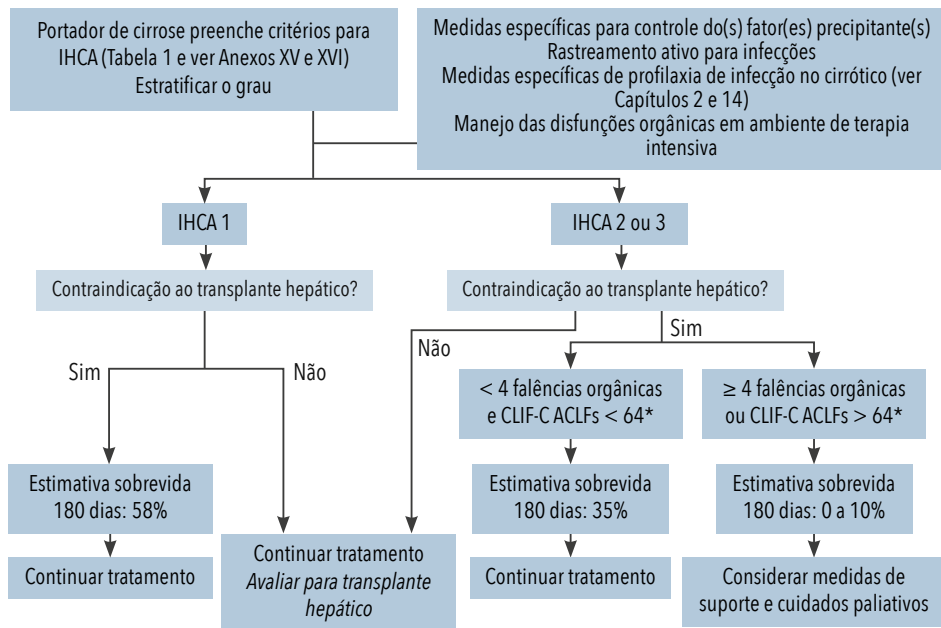 Portador de cirrose preenche critérios para
IHCA (Tabela 1 e ver Anexos XV e XVI)
Estratificar o grau
Medidas específicas para controle do(s) fator(es) precipitante(s)
Rastreamento ativo para infecções
Medidas específicas de profilaxia de infecção no cirrótico (ver
Capítulos 2 e 14)
Manejo das disfunções orgânicas em ambiente de terapia
intensiva
IHCA 1
IHCA 2 ou 3
Contraindicação ao transplante hepático?
Contraindicação ao transplante hepático?
Sim
Não
Não
Sim
< 4 falências orgânicas
e CLIF-C ACLFs < 64*
≥ 4 falências orgânicas
ou CLIF-C ACLFs > 64*
Estimativa sobrevida
180 dias: 58%
Estimativa sobrevida
180 dias: 35%
Estimativa sobrevida
180 dias: 0 a 10%
Continuar tratamento
Continuar tratamento
Avaliar para transplante
hepático
Continuar tratamento
Considerar medidas de
suporte e cuidados paliativos